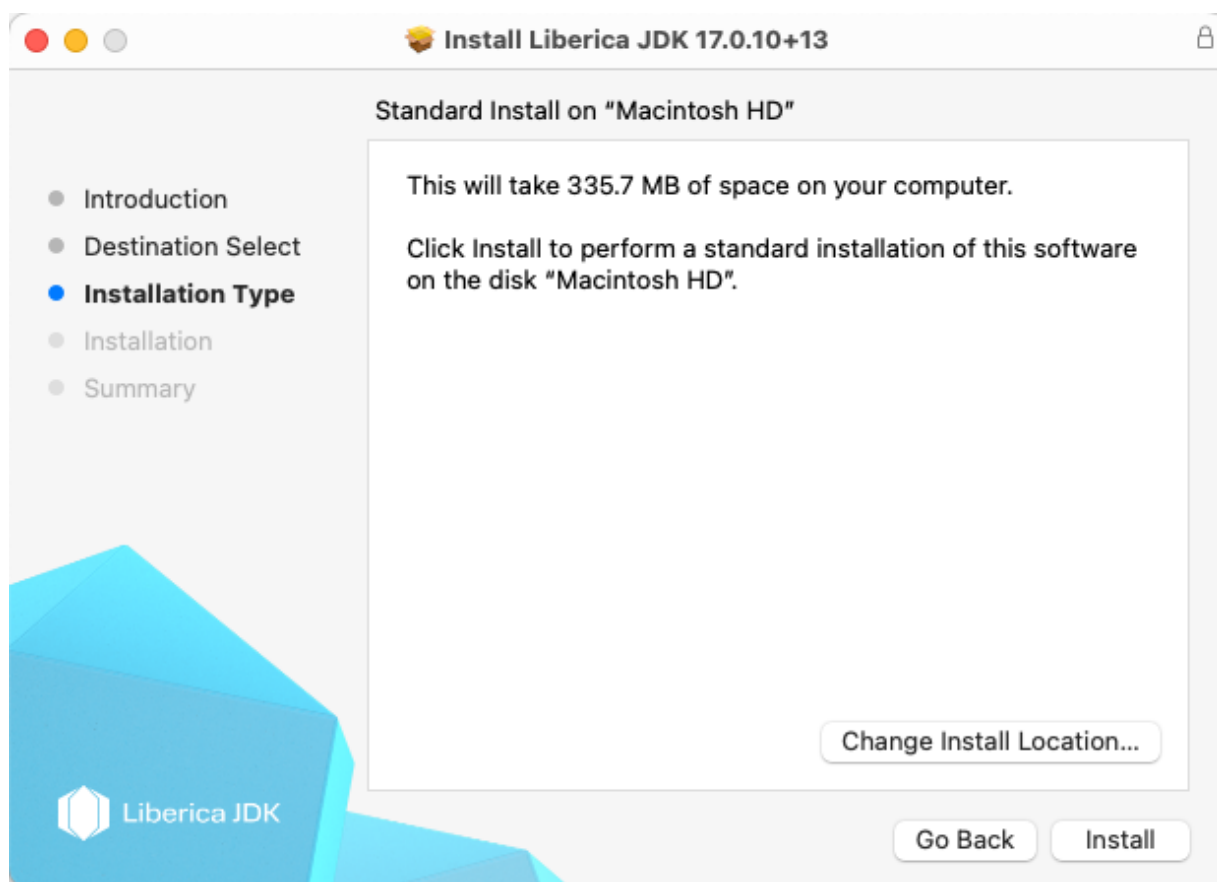 Install Liberica JDK 17.0.10+13
Standard Install on “Macintosh HD”
Introduction
Destination Select
Installation Type
Installation
Summary
This will take 335.7 MB of space on your computer.
Click Install to perform a standard installation of this software
on the disk “Macintosh HD”.
Change Install Location...
Liberica JDK
Go Back
Install